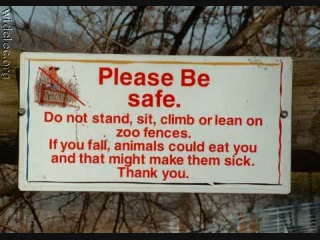 Please Be
safe.
Do not stand, sit, climb or lean on
zoo fences.
If you fall, animals could eat you
and that might make them sick.
Thank you.